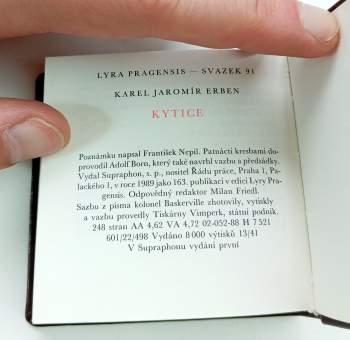 LYRA PRAGENSIS — SVAZEK 91
KAREL JAROMÍR ERBEN
KYTICE
Poznámku napsal František Nepil. Patnácti kresbami do-
provodil Adolf Born, který také navrhl vazbu a předsádky.
Vydal Supraphon, s. p., nositel Řádu práce, Praha 1, Pa-
lackého 1, v roce 1989 jako 163. publikaci v edici Lyry Pra-
gensis. Odpovědný redaktor Milan Friedl.
Sazbu z písma kolonel Baskerville zhotovily, vytiskly
a vazbu provedly Tiskárny Vimperk, státní podnik.
248 stran AA 4,62 VA 4,72 02-052-88 H 7521
601/22/498 Vydáno 8000 výtisků 13/41
V Supraphonu vydání první